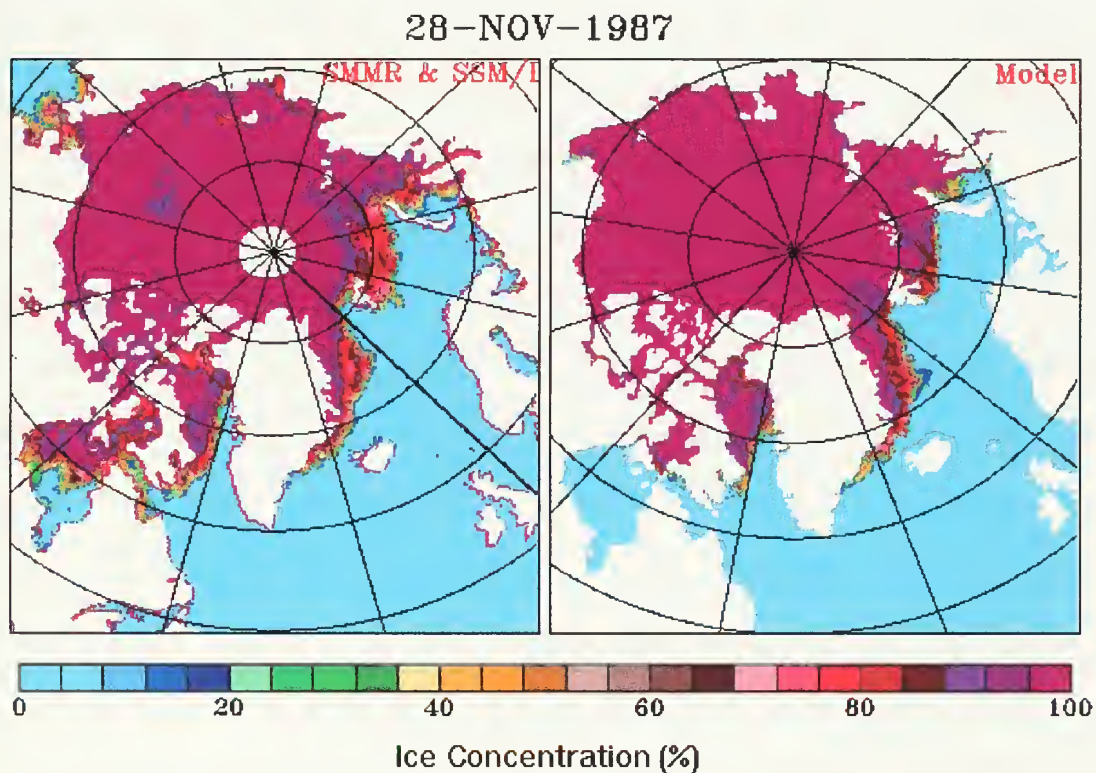 28-NOV-1987
SMMR & SSM/I
Model
0 20 40 60 80 100
Ice Concentration (%)